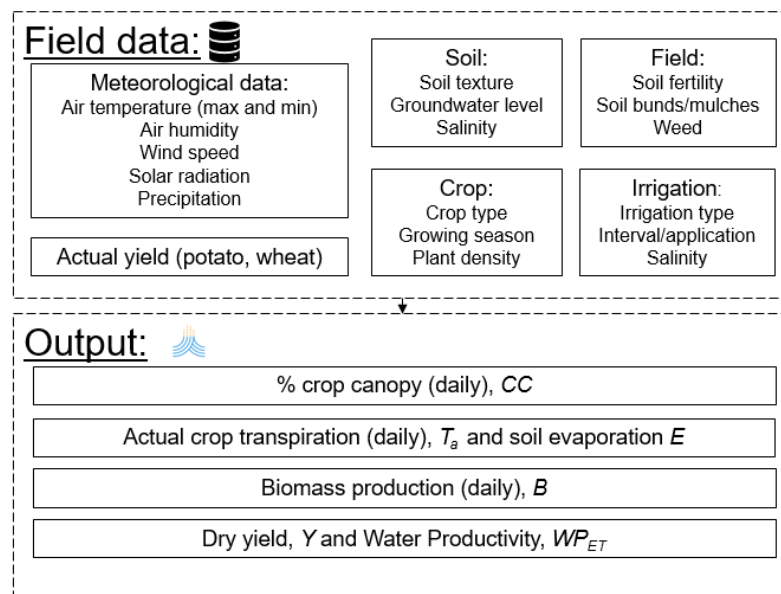 Field data:
Meteorological data:
Air temperature (max and min)
Air humidity
Wind speed
Solar radiation
Precipitation
Actual yield (potato, wheat)
Soil:
Soil texture
Groundwater level
Salinity
Field:
Soil fertility
Soil bunds/mulches
Weed
Crop:
Crop type
Growing season
Plant density
Irrigation:
Irrigation type
Interval/application
Salinity
Output:
% crop canopy (daily), CC
Actual crop transpiration (daily), Ta and soil evaporation E
Biomass production (daily), B
Dry yield, Y and Water Productivity, WPET